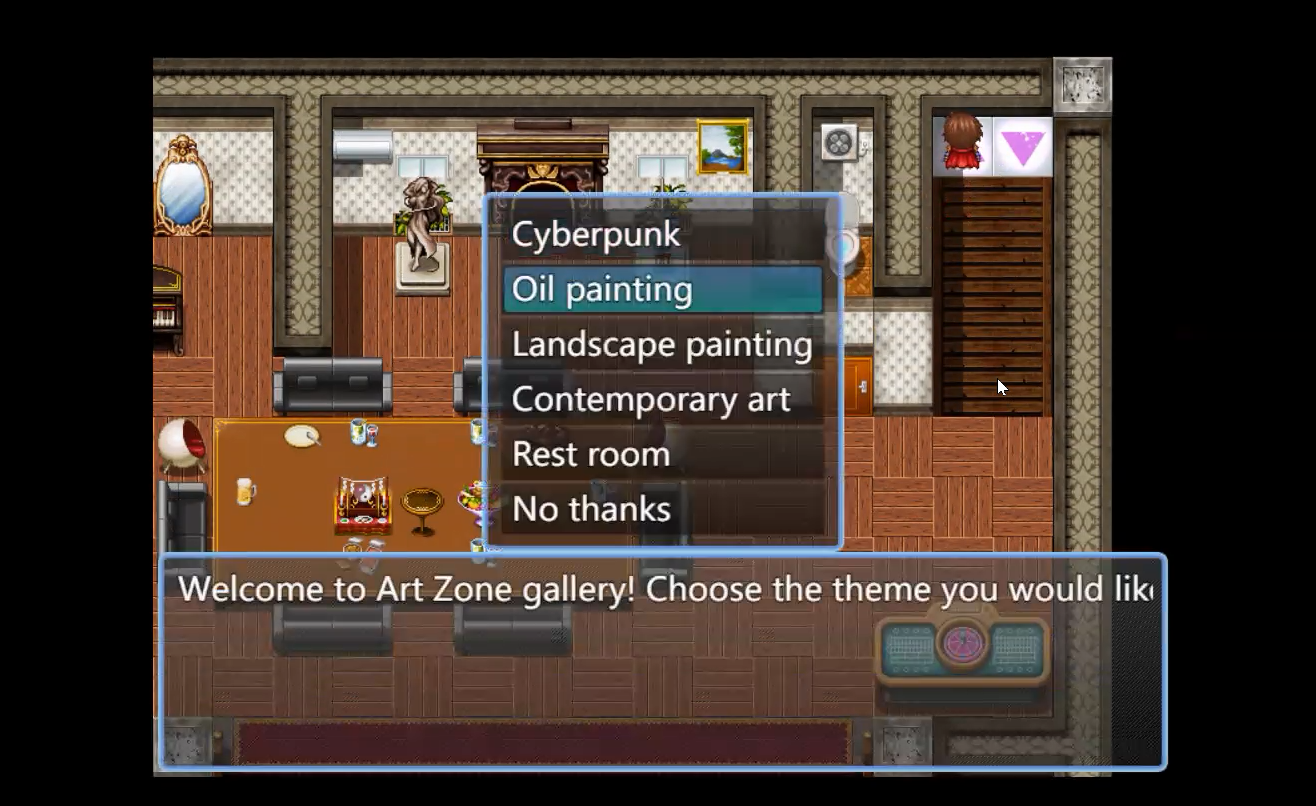 Cyberpunk
Oil painting
Landscape painting
Contemporary art
Rest room
No thanks
Welcome to Art Zone gallery! Choose the theme you would